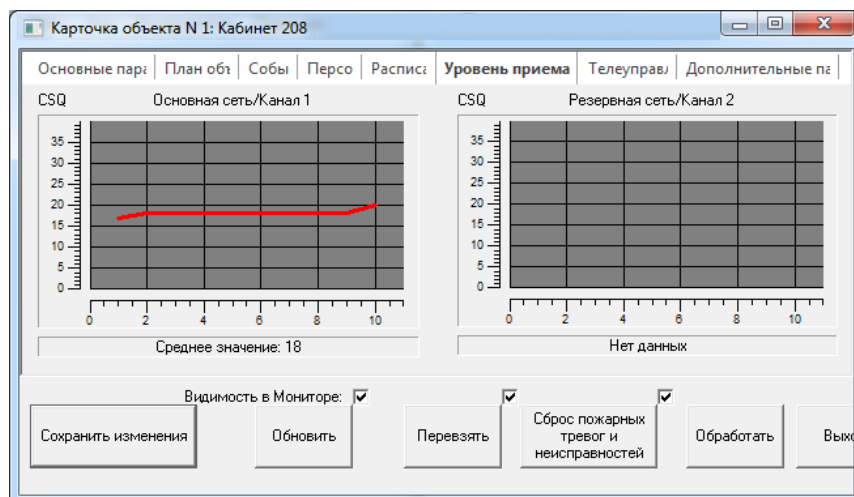 Карточка объекта N 1: Кабинет 208
Основные пара План объ Собы Персо Расписа Уровень приема Телеуправл Дополнительные па
CSQ Основная сеть/Канал 1 CSQ Резервная сеть/Канал 2
35 35
30 30
25 25
20 20
15 15
10 10
5 5
0 0
0 2 4 6 8 10 0 2 4 6 8 10
Среднее значение: 18 Нет данных
Видимость в Мониторе:
Сохранить изменения Обновить Перевзять Сброс пожарных тревог и неисправностей Обработать Выхо